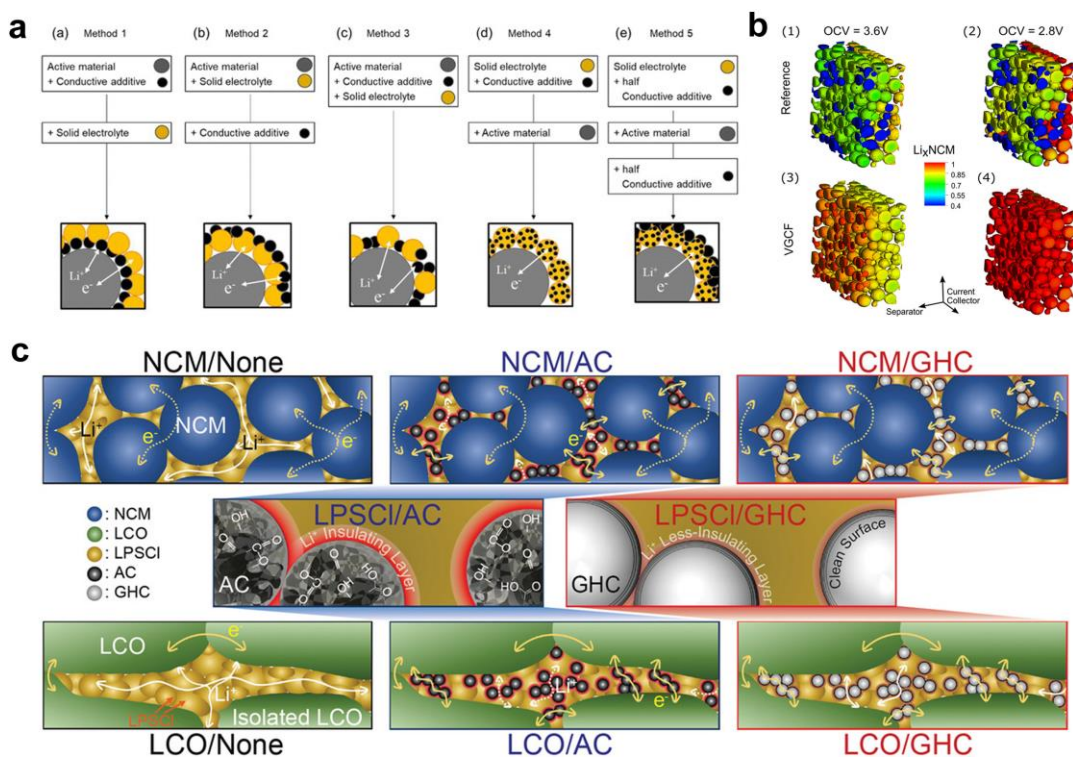 a
(a) Method 1
Active material
+ Conductive additive
+ Solid electrolyte
Li+
e-
(b) Method 2
Active material
+ Solid electrolyte
+ Conductive additive
Li+
e-
(c) Method 3
Active material
+ Conductive additive
+ Solid electrolyte
Li+
e-
(d) Method 4
Solid electrolyte
+ Conductive additive
+ Active material
Li+
e-
(e) Method 5
Solid electrolyte
+ half
Conductive additive
+ Active material
+ half
Conductive additive
Li+
e-
b
(1) OCV = 3.6V
(2) OCV = 2.8V
Reference
LixNCM
1
0.85
0.7
0.55
0.4
(3)
(4)
VGCF
Separator
Current
Collector
c
NCM/None
NCM/AC
NCM/GHC
Li+
e-
NCM
Li+
e-
e-
: NCM
: LCO
: LPSCl
: AC
: GHC
LPSCl/AC
Li+ Insulating Layer
AC
OH
O
O
HO
O
OH
O
HO
O
LPSCl/GHC
Li+ Less-Insulating Layer
GHC
Clean Surface
LCO
e-
Li+
LPSCl
Isolated LCO
Li+
e-
LCO/None
LCO/AC
LCO/GHC